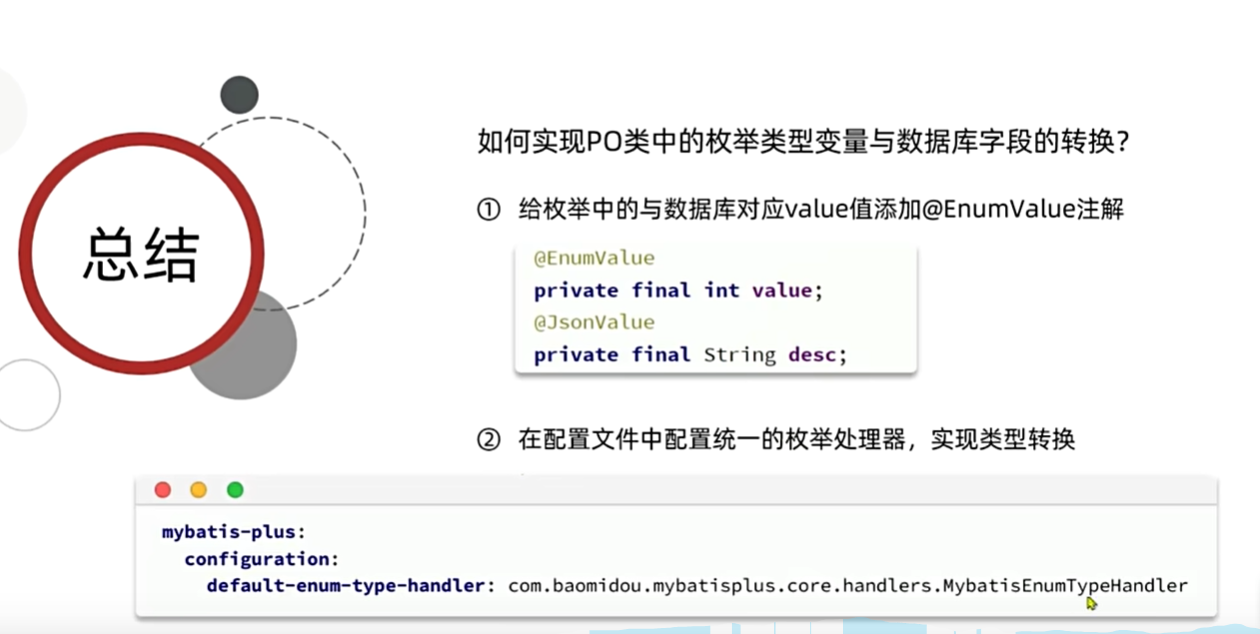 总结
如何实现PO类中的枚举类型变量与数据库字段的转换?
① 给枚举中的与数据库对应value值添加@EnumValue注解
@EnumValue
private final int value;
@JsonValue
private final String desc;
② 在配置文件中配置统一的枚举处理器，实现类型转换
mybatis-plus:
configuration:
default-enum-type-handler: com.baomidou.mybatisplus.core.handlers.MybatisEnumTypeHandler